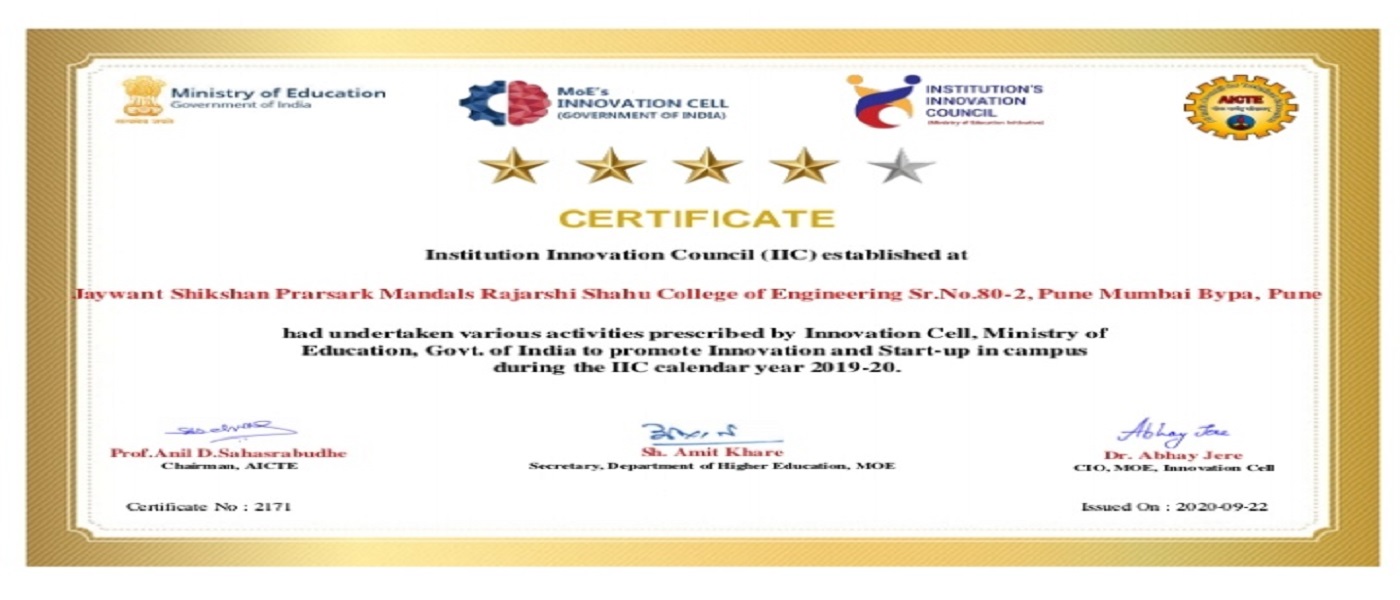 Ministry of Education
Government of India
MoE's
INNOVATION CELL
(GOVERNMENT OF INDIA)
INSTITUTION'S
INNOVATION
COUNCIL
(Ministry of Education Initiative)
AICTE
CERTIFICATE
Institution Innovation Council (IIC) established at
Jaywant Shikshan Prarsark Mandals Rajarshi Shahu College of Engineering Sr.No.80-2, Pune Mumbai Bypa, Pune
had undertaken various activities prescribed by Innovation Cell, Ministry of
Education, Govt. of India to promote Innovation and Start-up in campus
during the IIC calendar year 2019-20.
Abhay Jere
Prof.Anil D.Sahasrabudhe
Chairman, AICTE
Sh. Amit Khare
Secretary, Department of Higher Education, MOE
Dr. Abhay Jere
CIO, MOE, Innovation Cell
Certificate No : 2171
Issued On : 2020-09-22